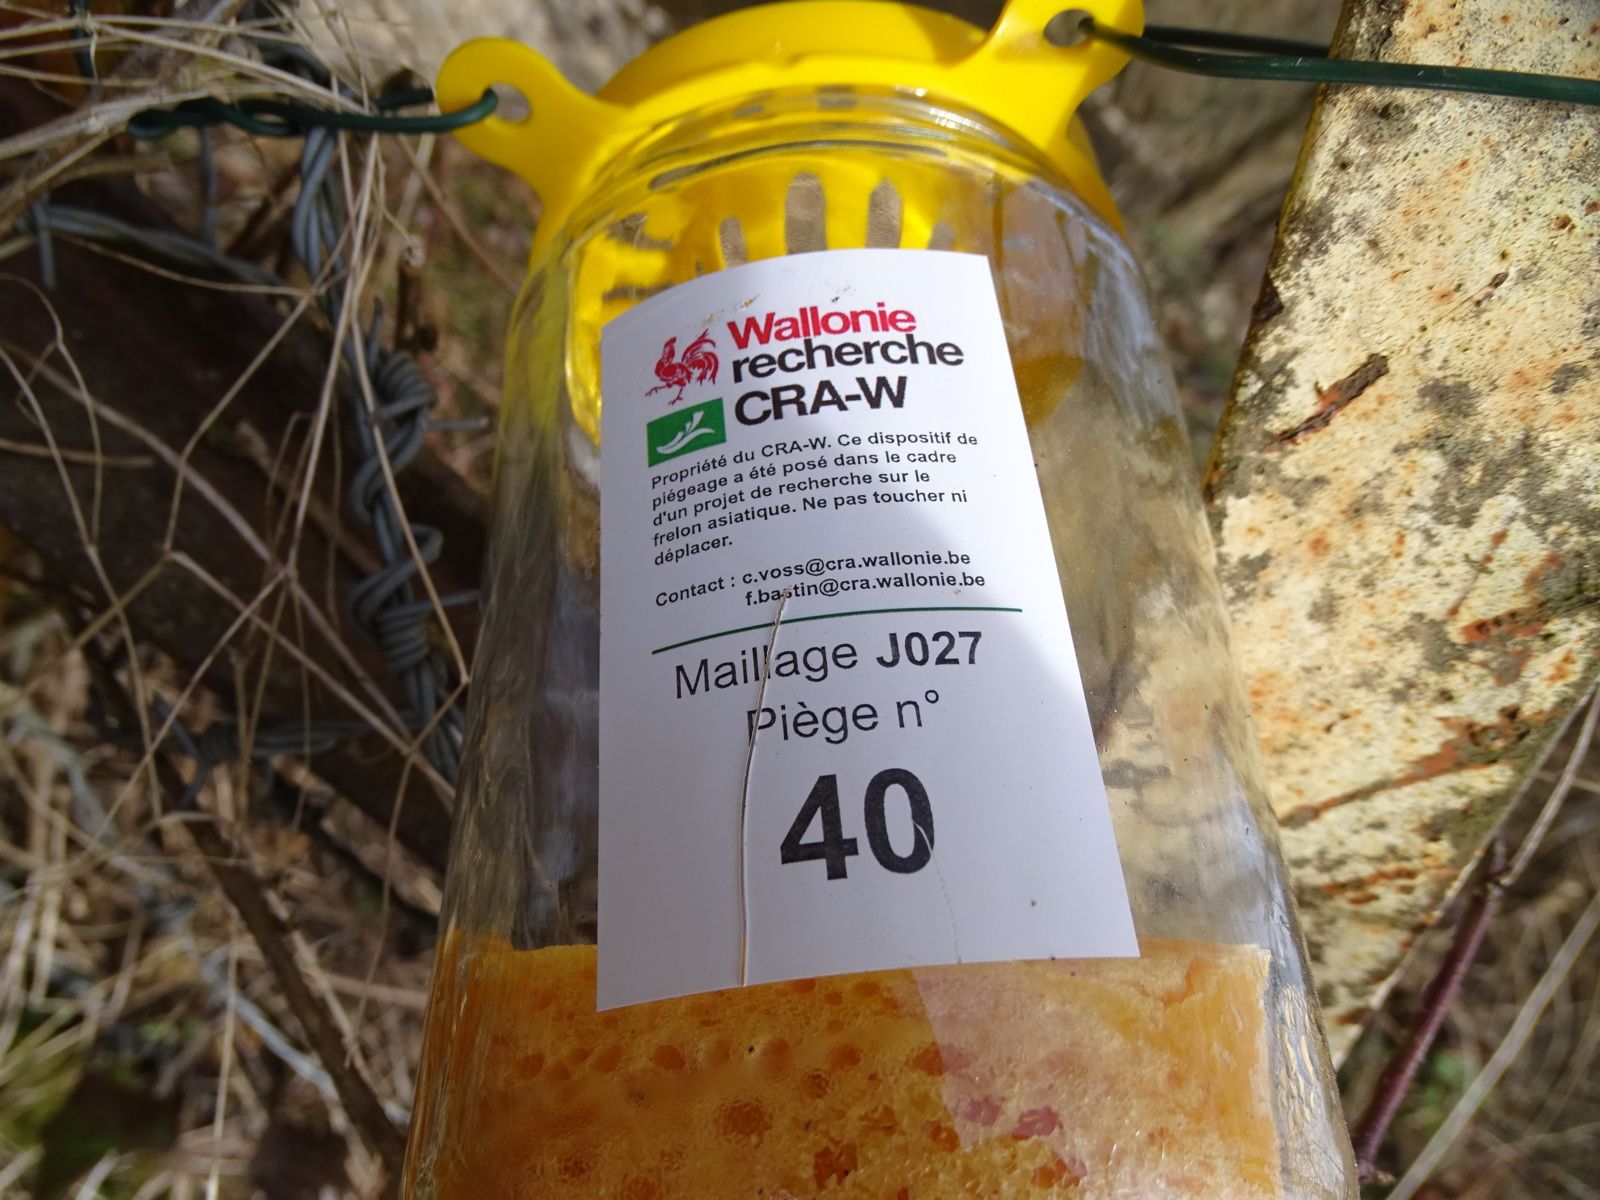 Wallonie
recherche
CRA-W
Propriété du CRA-W. Ce dispositif de
piégeage a été posé dans le cadre
d'un projet de recherche sur le
frelon asiatique. Ne pas toucher ni
déplacer.
Contact : c.voss@cra.wallonie.be
f.bastin@cra.wallonie.be
Maillage J027
Piège n°
40